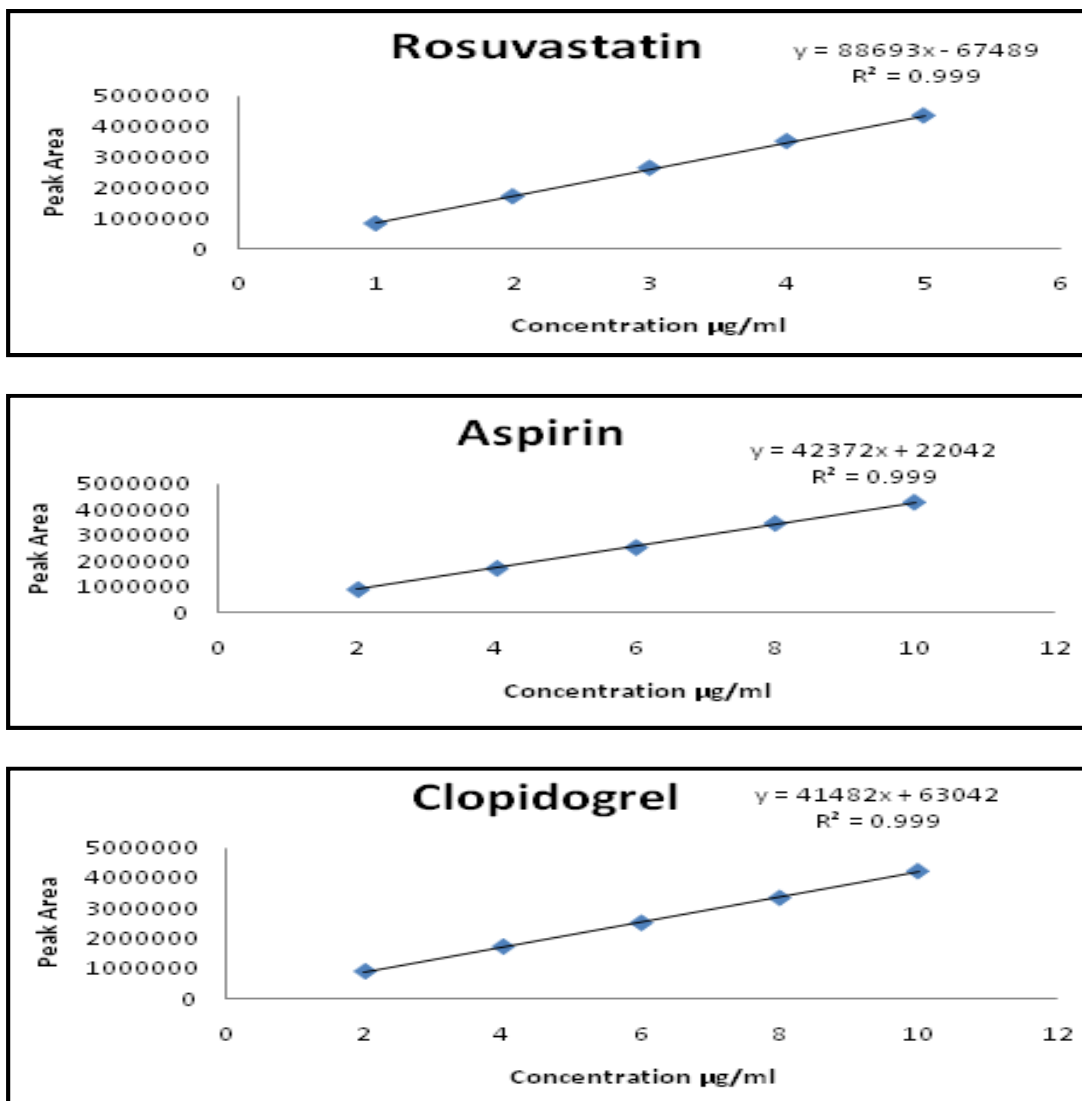 Rosuvastatin
y = 88693x - 67489
R² = 0.999
Peak Area
5000000
4000000
3000000
2000000
1000000
0
0 1 2 3 4 5 6
Concentration µg/ml
Aspirin
y = 42372x + 22042
R² = 0.999
Peak Area
5000000
4000000
3000000
2000000
1000000
0
0 2 4 6 8 10 12
Concentration µg/ml
Clopidogrel
y = 41482x + 63042
R² = 0.999
Peak Area
5000000
4000000
3000000
2000000
1000000
0
0 2 4 6 8 10 12
Concentration µg/ml